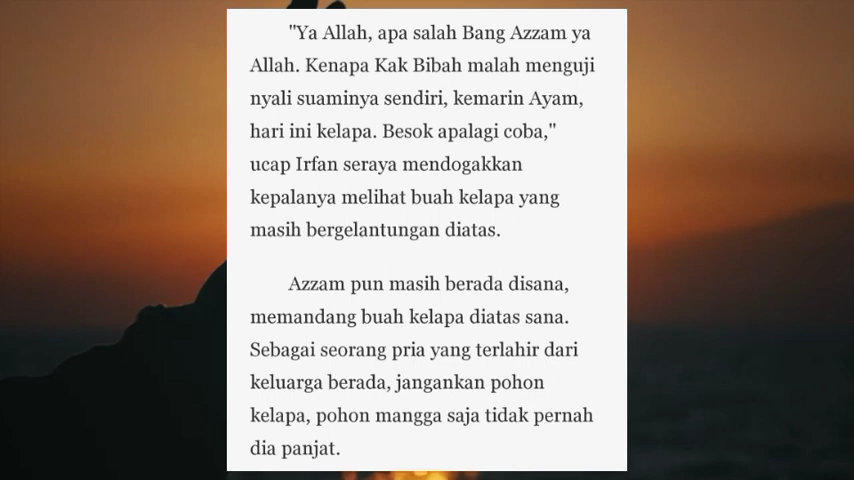 "Ya Allah, apa salah Bang Azzam ya
Allah. Kenapa Kak Bibah malah menguji
nyali suaminya sendiri, kemarin Ayam,
hari ini kelapa. Besok apalagi coba,"
ucap Irfan seraya mendogakkan
kepalanya melihat buah kelapa yang
masih bergelantungan diatas.
Azzam pun masih berada disana,
memandang buah kelapa diatas sana.
Sebagai seorang pria yang terlahir dari
keluarga berada, jangankan pohon
kelapa, pohon mangga saja tidak pernah
dia panjat.